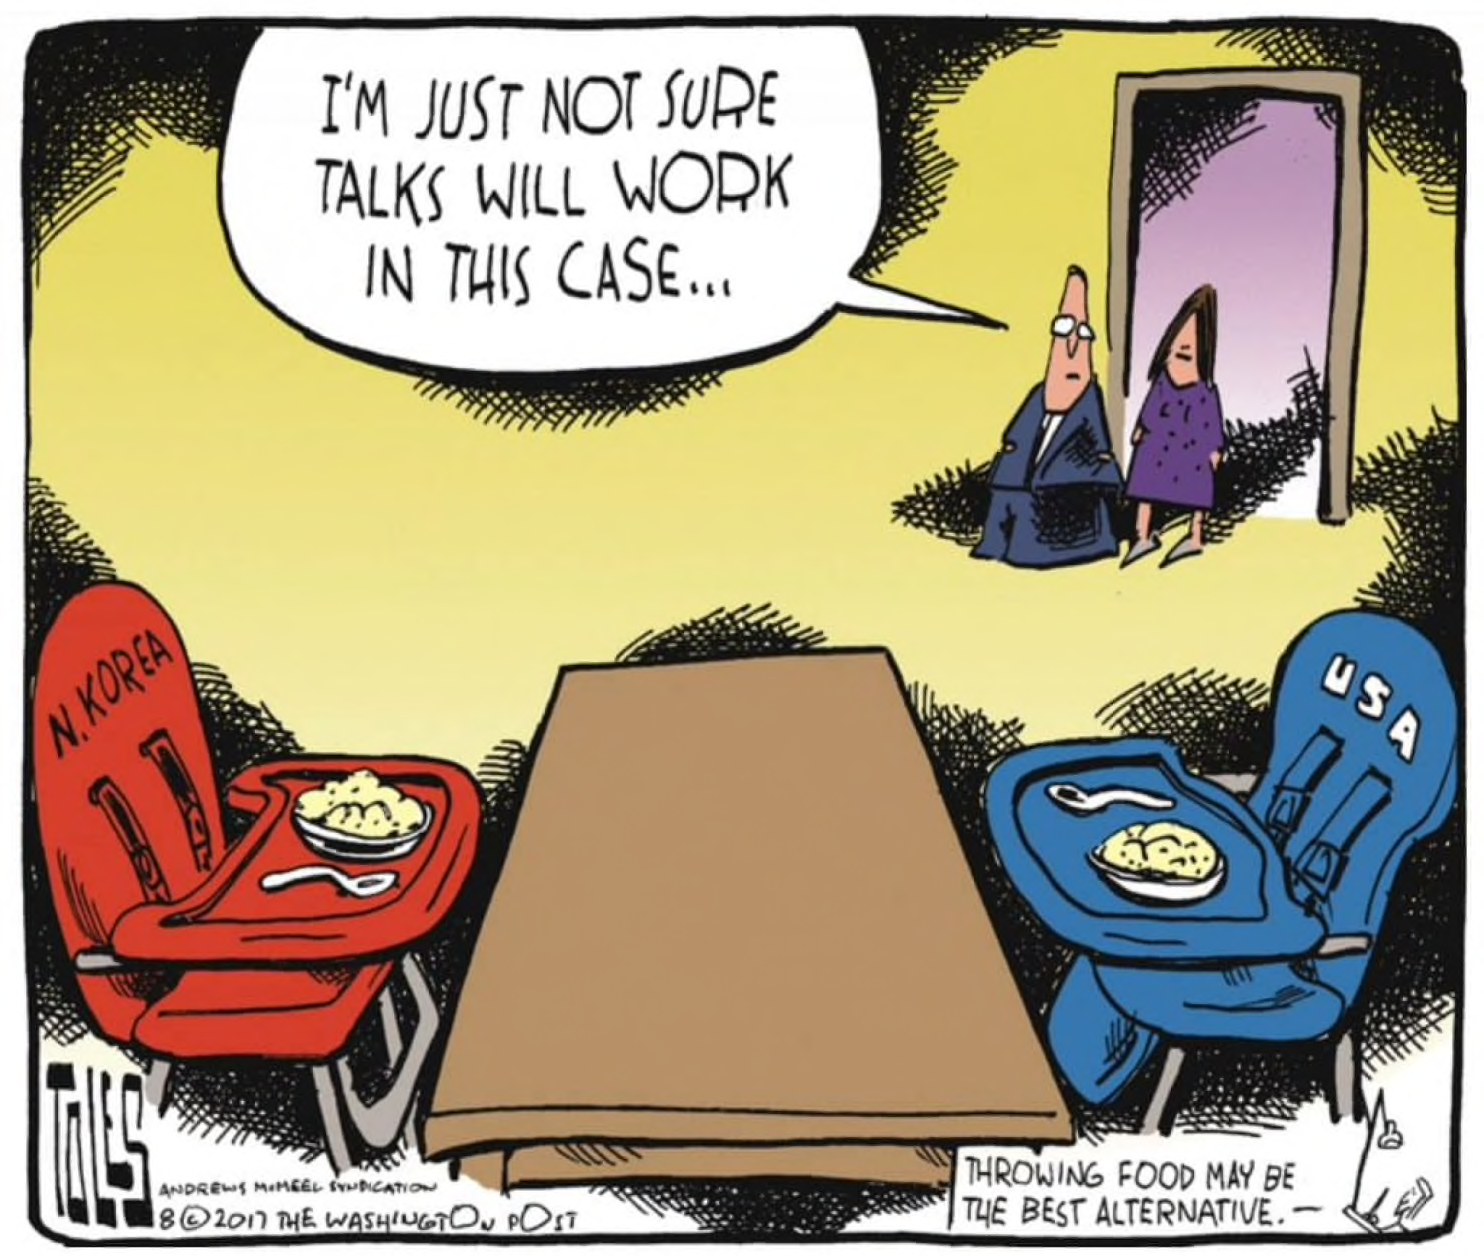 I'M JUST NOT SURE
TALKS WILL WORK
IN THIS CASE...
N. KOREA
USA
TOLES
ANDREWS McMEEL SYNDICATION
8 © 2017 THE WASHINGTON POST
THROWING FOOD MAY BE
THE BEST ALTERNATIVE. —